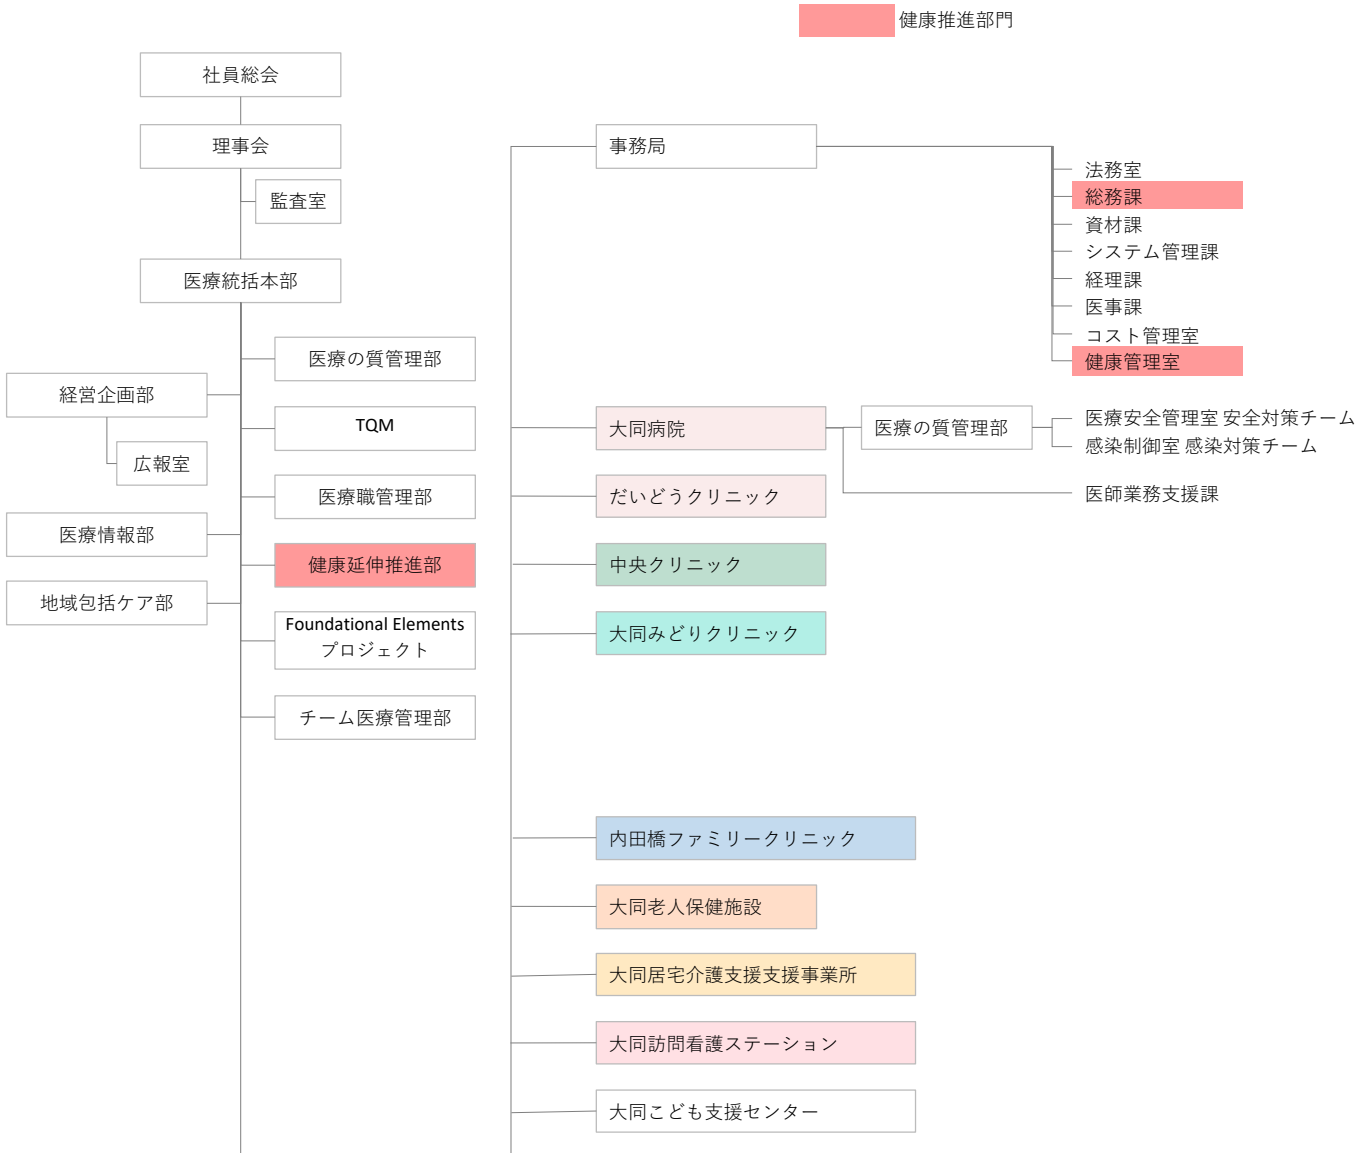 健康推進部門
社員総会
理事会
監査室
医療統括本部
医療の質管理部
経営企画部
TQM
広報室
医療職管理部
医療情報部
健康延伸推進部
地域包括ケア部
Foundational Elements
プロジェクト
チーム医療管理部
事務局
法務室
総務課
資材課
システム管理課
経理課
医事課
コスト管理室
健康管理室
大同病院
医療の質管理部
医療安全管理室 安全対策チーム
感染制御室 感染対策チーム
医師業務支援課
だいどうクリニック
中央クリニック
大同みどりクリニック
内田橋ファミリークリニック
大同老人保健施設
大同居宅介護支援支援事業所
大同訪問看護ステーション
大同こども支援センター